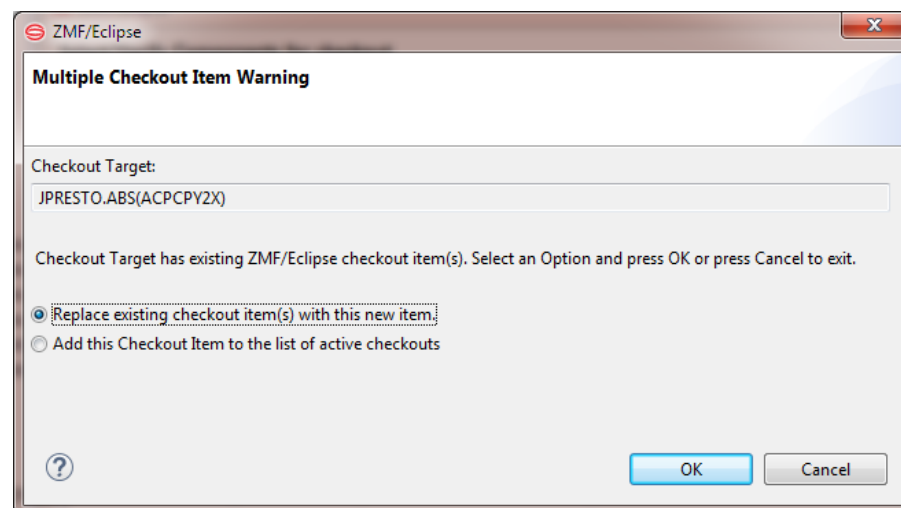 ZMF/Eclipse
Multiple Checkout Item Warning
Checkout Target:
JPRESTO.ABS(ACPCPY2X)
Checkout Target has existing ZMF/Eclipse checkout item(s). Select an Option and press OK or press Cancel to exit.
Replace existing checkout item(s) with this new item.
Add this Checkout Item to the list of active checkouts
?
OK Cancel